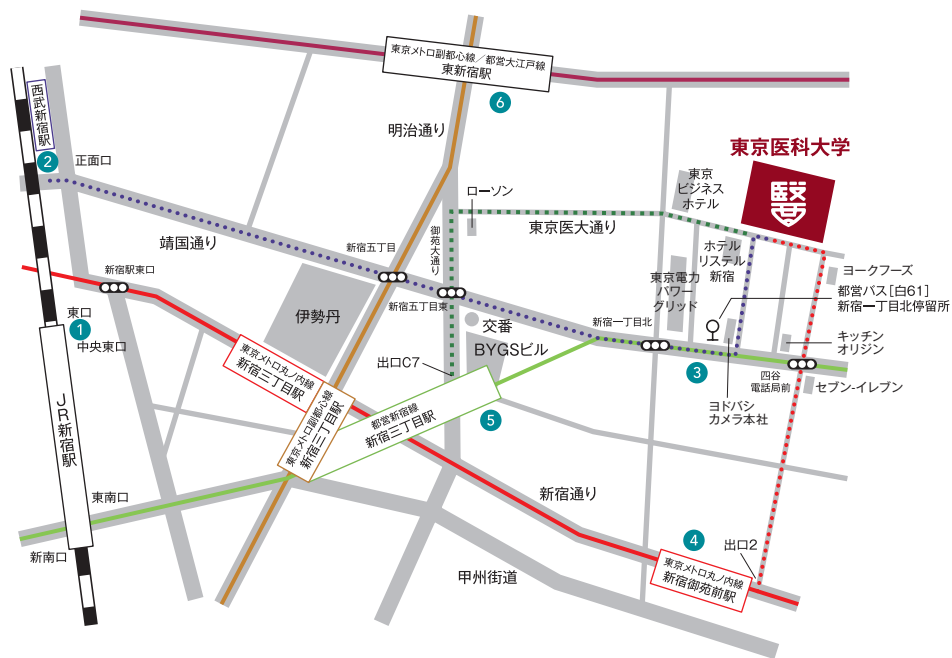 東京メトロ副都心線／都営大江戸線
東新宿駅
6
西武新宿駅
2
正面口
明治通り
東京医科大学
醫
東京
ビジネス
ホテル
ローソン
東京医大通り
御苑大通り
靖国通り
新宿五丁目
新宿五丁目東
ホテル
リステル
新宿
ヨークフーズ
都営バス[白61]
新宿一丁目北停留所
東京電力
パワー
グリッド
新宿駅東口
東口
1
中央東口
伊勢丹
交番
BYGSビル
新宿一丁目北
キッチン
オリジン
3
四谷
電話局前
セブン-イレブン
ヨドバシ
カメラ本社
出口C7
東京メトロ丸ノ内線
新宿三丁目駅
東京メトロ副都心線
新宿三丁目駅
都営新宿線
新宿三丁目駅
5
JR新宿駅
東南口
新南口
新宿通り
甲州街道
4
出口2
東京メトロ丸ノ内線
新宿御苑前駅